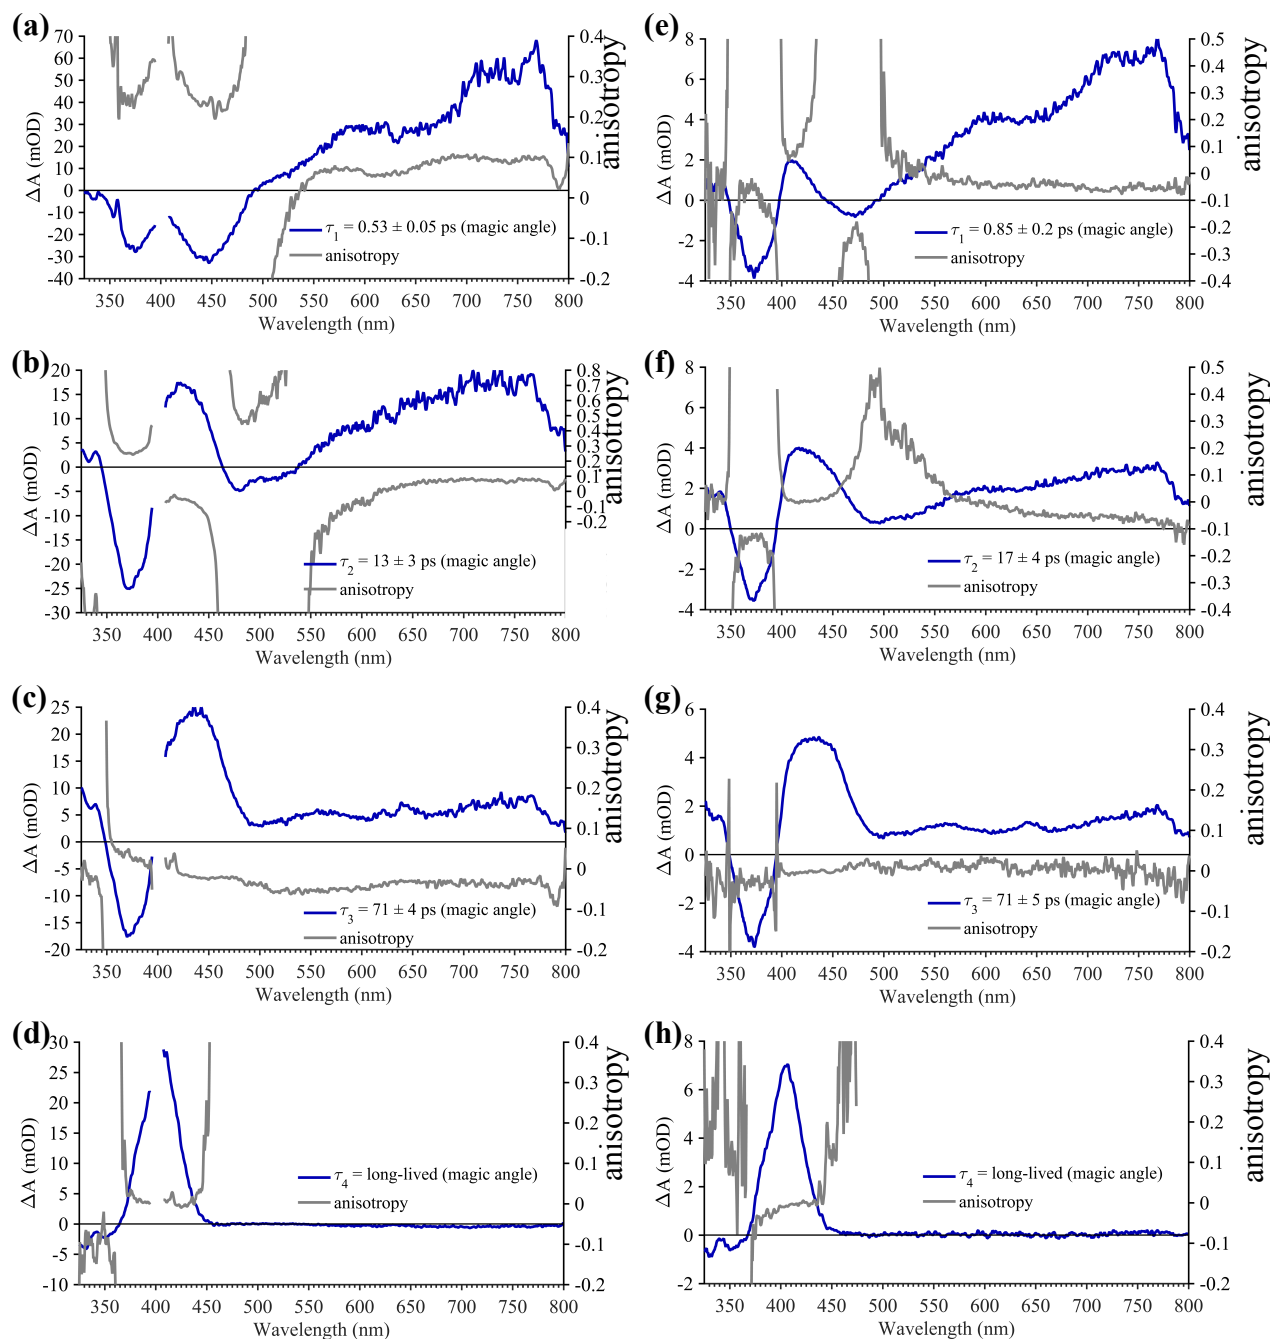 (a)
70
60
50
40
30
20
10
0
-10
-20
-30
-40
ΔA (mOD)
0.4
0.3
0.2
0.1
0
-0.1
-0.2
anisotropy
τ1 = 0.53 ± 0.05 ps (magic angle)
anisotropy
350 400 450 500 550 600 650 700 750 800
Wavelength (nm)
(e)
8
6
4
2
0
-2
-4
ΔA (mOD)
0.5
0.4
0.3
0.2
0.1
0
-0.1
-0.2
-0.3
-0.4
anisotropy
τ1 = 0.85 ± 0.2 ps (magic angle)
anisotropy
350 400 450 500 550 600 650 700 750 800
Wavelength (nm)
(b)
20
15
10
5
0
-5
-10
-15
-20
-25
-30
ΔA (mOD)
0.8
0.7
0.6
0.5
0.4
0.3
0.2
0.1
0
-0.1
-0.2
anisotropy
τ2 = 13 ± 3 ps (magic angle)
anisotropy
350 400 450 500 550 600 650 700 750 800
Wavelength (nm)
(f)
8
6
4
2
0
-2
-4
ΔA (mOD)
0.5
0.4
0.3
0.2
0.1
0
-0.1
-0.2
-0.3
-0.4
anisotropy
τ2 = 17 ± 4 ps (magic angle)
anisotropy
350 400 450 500 550 600 650 700 750 800
Wavelength (nm)
(c)
25
20
15
10
5
0
-5
-10
-15
-20
ΔA (mOD)
0.4
0.3
0.2
0.1
0
-0.1
-0.2
anisotropy
τ3 = 71 ± 4 ps (magic angle)
anisotropy
350 400 450 500 550 600 650 700 750 800
Wavelength (nm)
(g)
6
4
2
0
-2
-4
ΔA (mOD)
0.4
0.3
0.2
0.1
0
-0.1
-0.2
anisotropy
τ3 = 71 ± 5 ps (magic angle)
anisotropy
350 400 450 500 550 600 650 700 750 800
Wavelength (nm)
(d)
30
25
20
15
10
5
0
-5
-10
ΔA (mOD)
0.4
0.3
0.2
0.1
0
-0.1
-0.2
anisotropy
τ4 = long-lived (magic angle)
anisotropy
350 400 450 500 550 600 650 700 750 800
Wavelength (nm)
(h)
8
6
4
2
0
-2
ΔA (mOD)
0.4
0.3
0.2
0.1
0
-0.1
-0.2
anisotropy
τ4 = long-lived (magic angle)
anisotropy
350 400 450 500 550 600 650 700 750 800
Wavelength (nm)